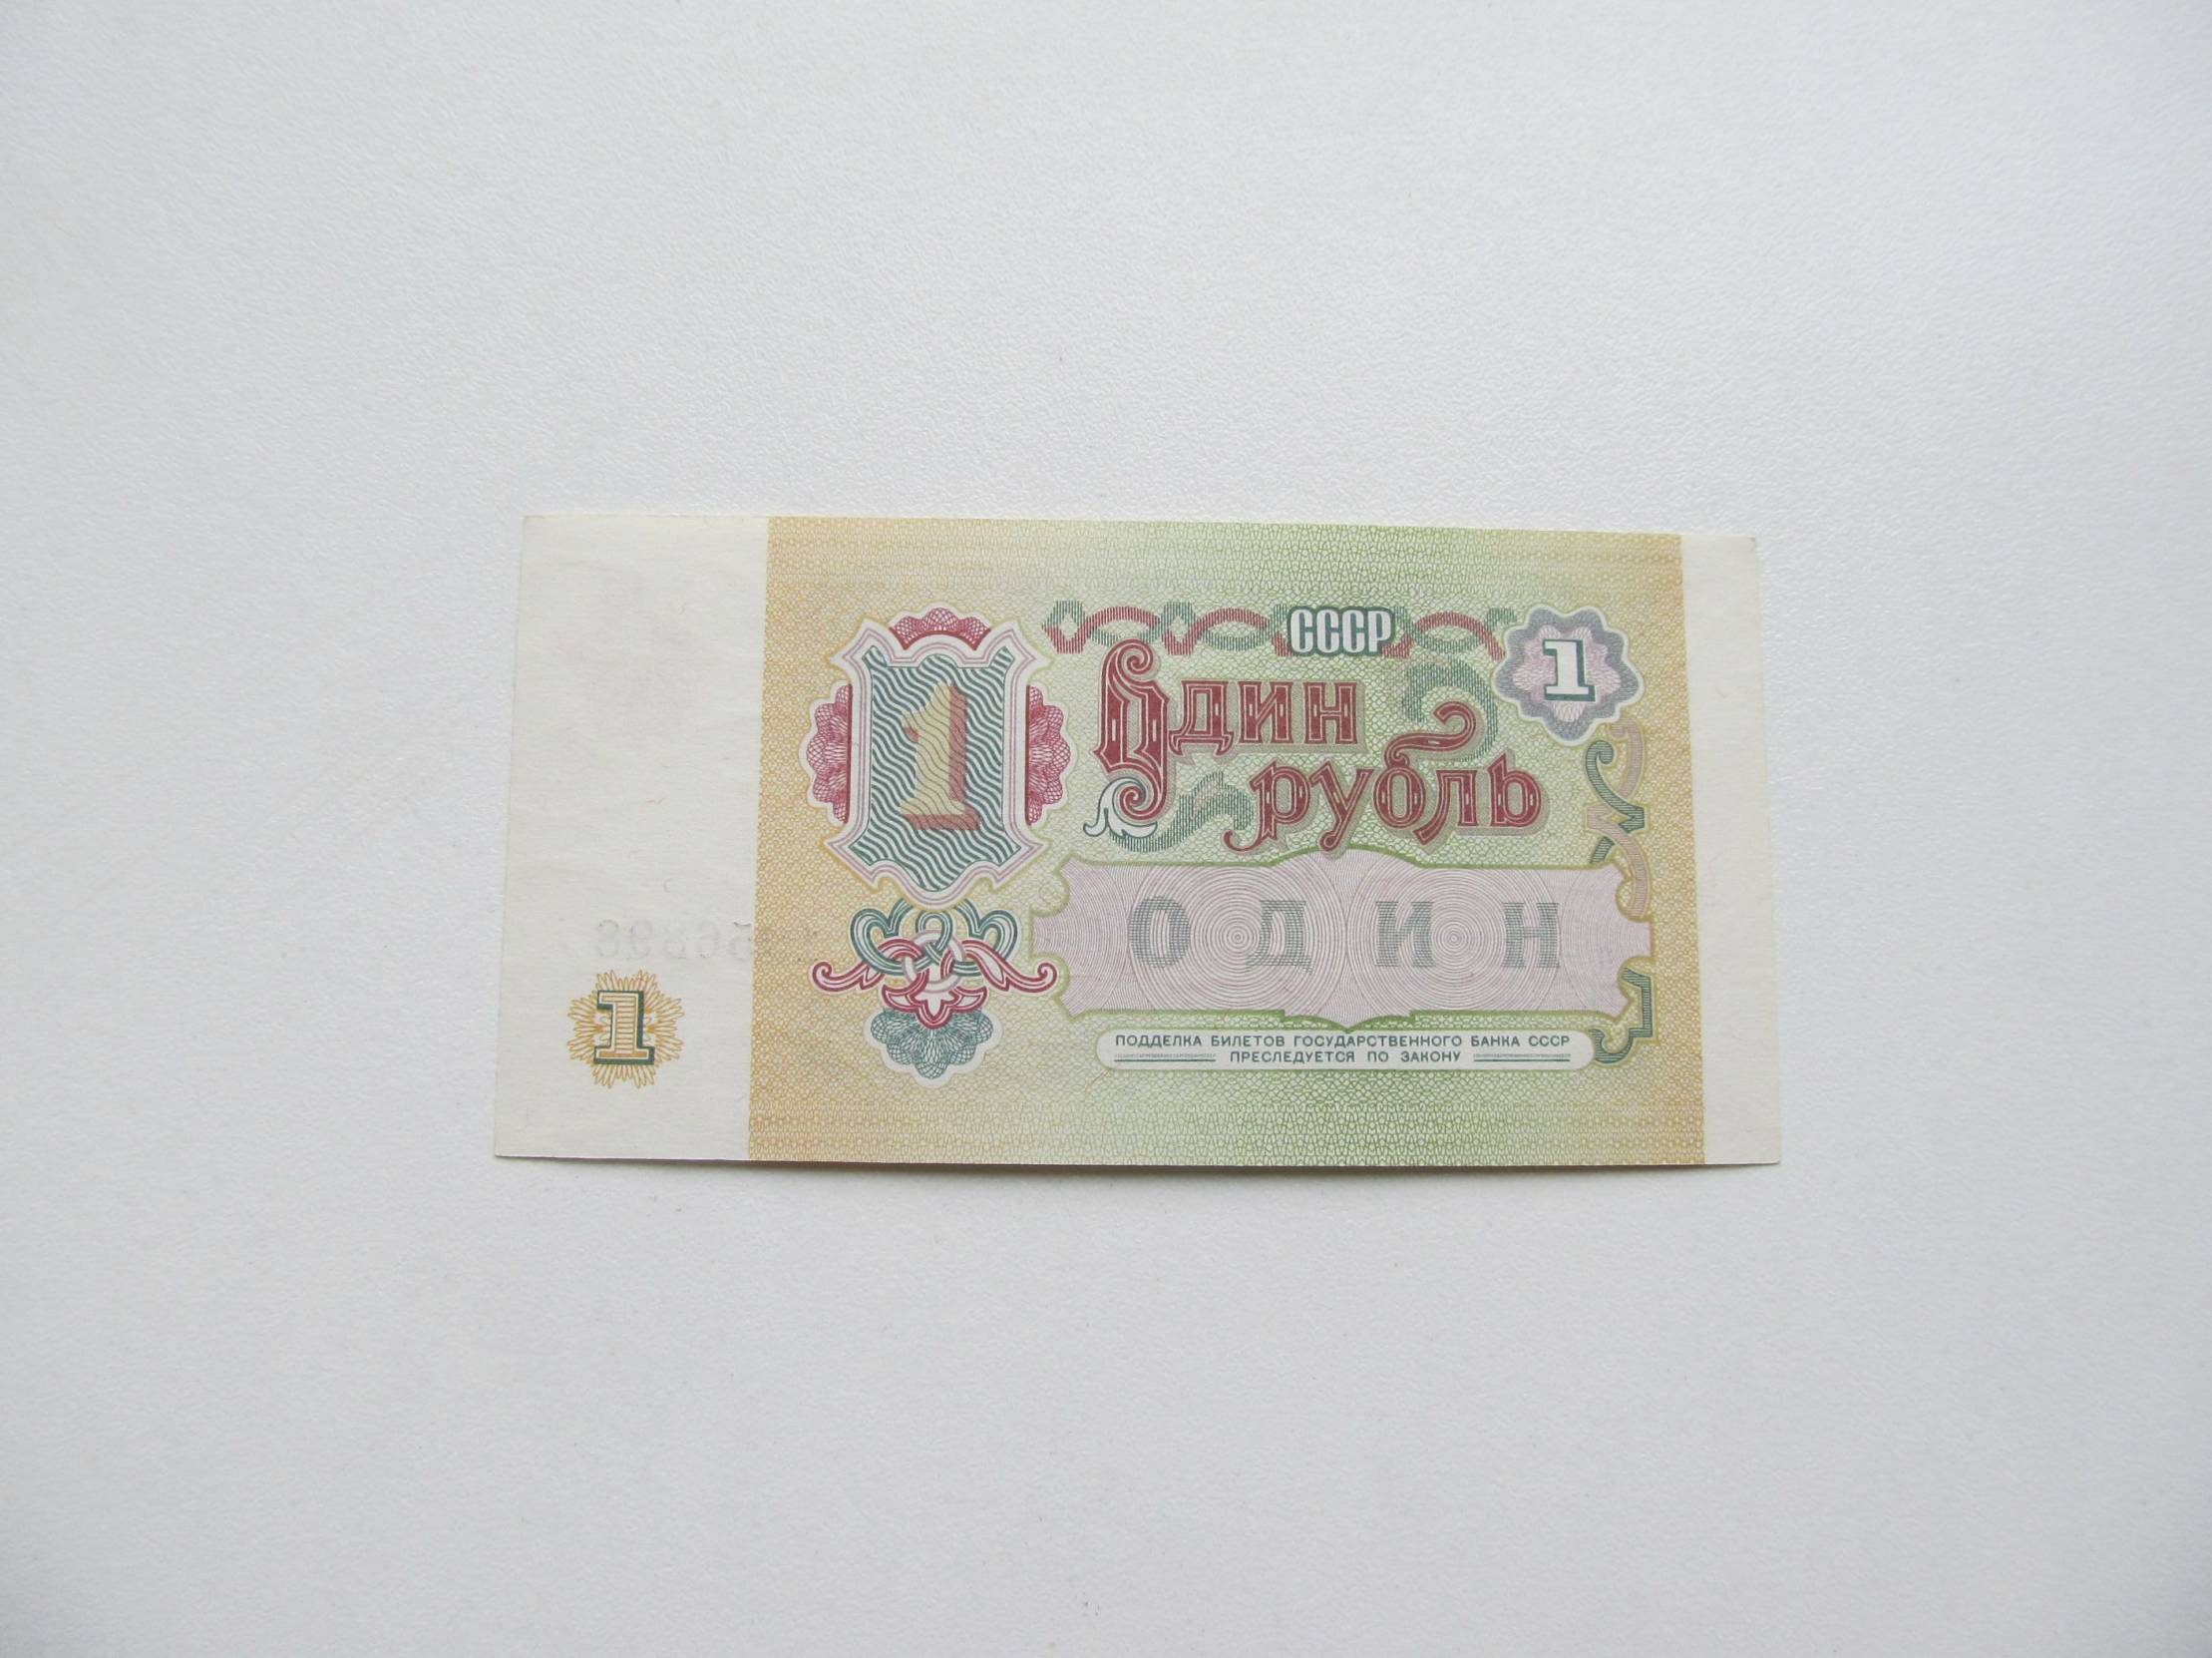 СССР
1
1
Один
рубль
ОДИН
1
ПОДДЕЛКА БИЛЕТОВ ГОСУДАРСТВЕННОГО БАНКА СССР
ПРЕСЛЕДУЕТСЯ ПО ЗАКОНУ